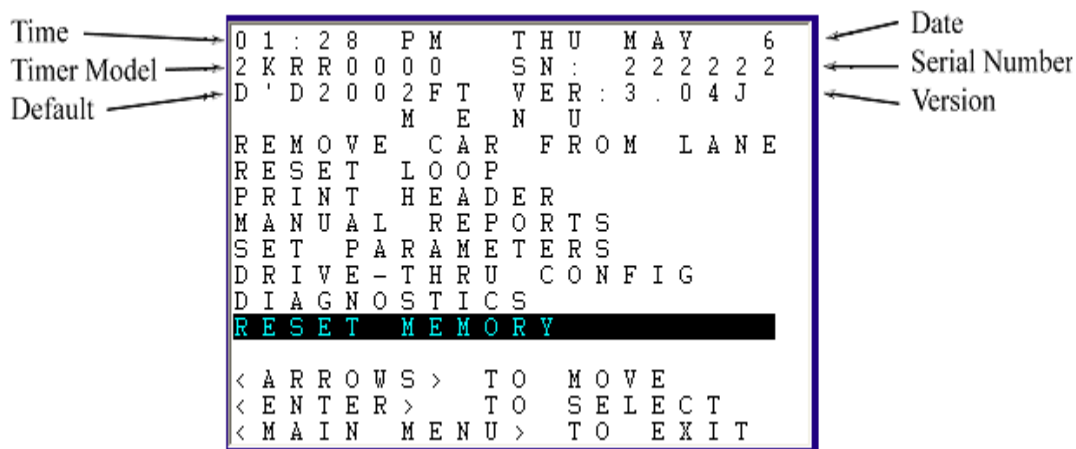 Time
Timer Model
Default
01:28 PM THU MAY 6
2KRR0000 SN: 222222
D'D2002FT VER:3.04J
MENU
REMOVE CAR FROM LANE
RESET LOOP
PRINT HEADER
MANUAL REPORTS
SET PARAMETERS
DRIVE-THRU CONFIG
DIAGNOSTICS
RESET MEMORY
<ARROWS> TO MOVE
<ENTER> TO SELECT
<MAIN MENU> TO EXIT
Date
Serial Number
Version